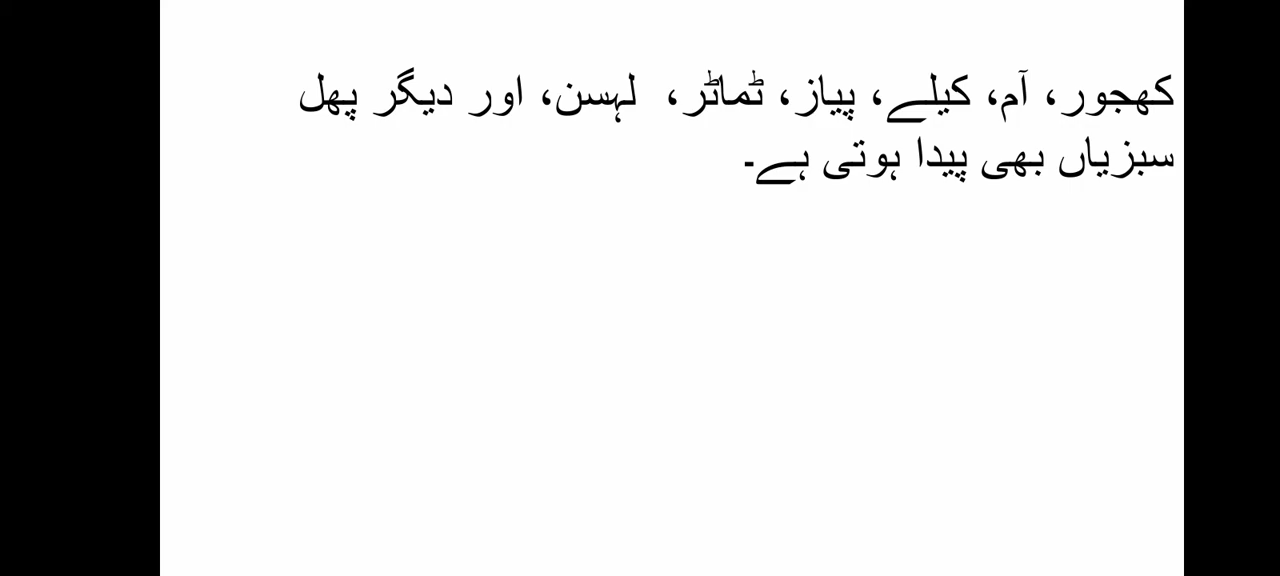 کھجور، آم، کیلے، پیاز، ٹماٹر، لہسن، اور دیگر پھل
سبزیاں بھی پیدا ہوتی ہے۔